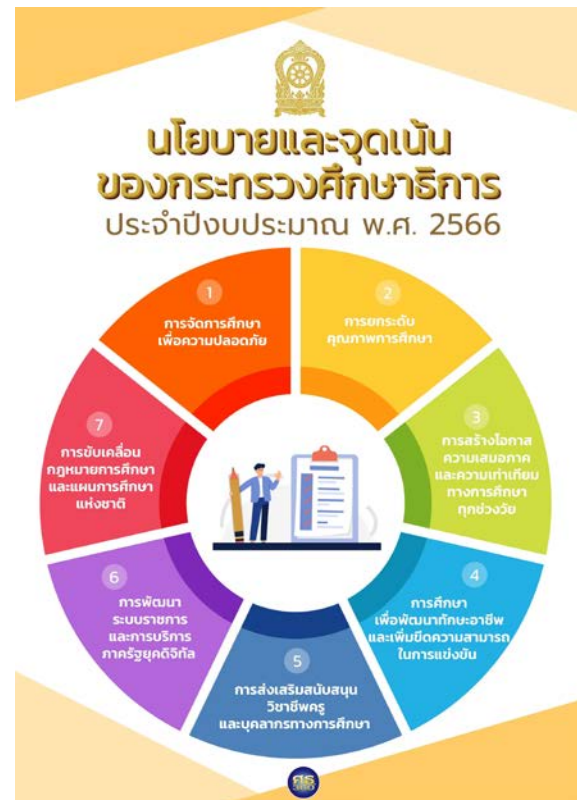 นโยบายและจุดเน้น
ของกระทรวงศึกษาธิการ
ประจำปีงบประมาณ พ.ศ. 2566
1
การจัดการศึกษา
เพื่อความปลอดภัย
2
การยกระดับ
คุณภาพการศึกษา
3
การสร้างโอกาส
ความเสมอภาค
และความเท่าเทียม
ทางการศึกษา
ทุกช่วงวัย
4
การศึกษา
เพื่อพัฒนาทักษะอาชีพ
และเพิ่มขีดความสามารถ
ในการแข่งขัน
5
การส่งเสริมสนับสนุน
วิชาชีพครู
และบุคลากรทางการศึกษา
6
การพัฒนา
ระบบราชการ
และการบริการ
ภาครัฐยุคดิจิทัล
7
การขับเคลื่อน
กฎหมายการศึกษา
และแผนการศึกษา
แห่งชาติ
ศธ
360